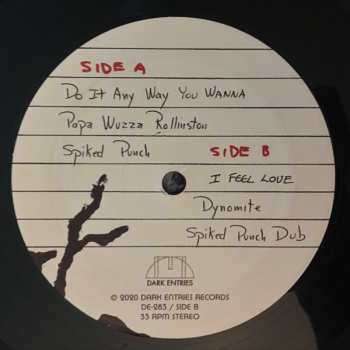 SIDE A
Do It Any Way You Wanna
Papa Wuzza Rollinston
Spiked Punch
SIDE B
I FEEL LOVE
Dynomite
Spiked Punch Dub
DARK ENTRIES
℗ 2020 DARK ENTRIES RECORDS
DE-283 / SIDE B
33 RPM STEREO